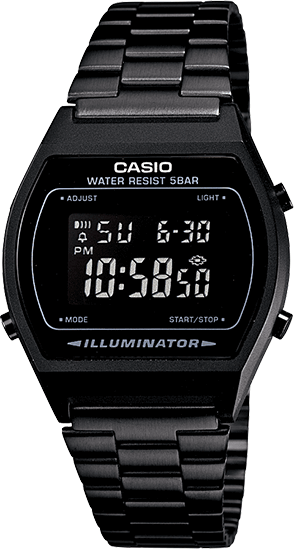 CASIO
WATER RESIST 5BAR
ADJUST LIGHT
SU 6-30
PM 10:58 50
MODE START/STOP
ILLUMINATOR